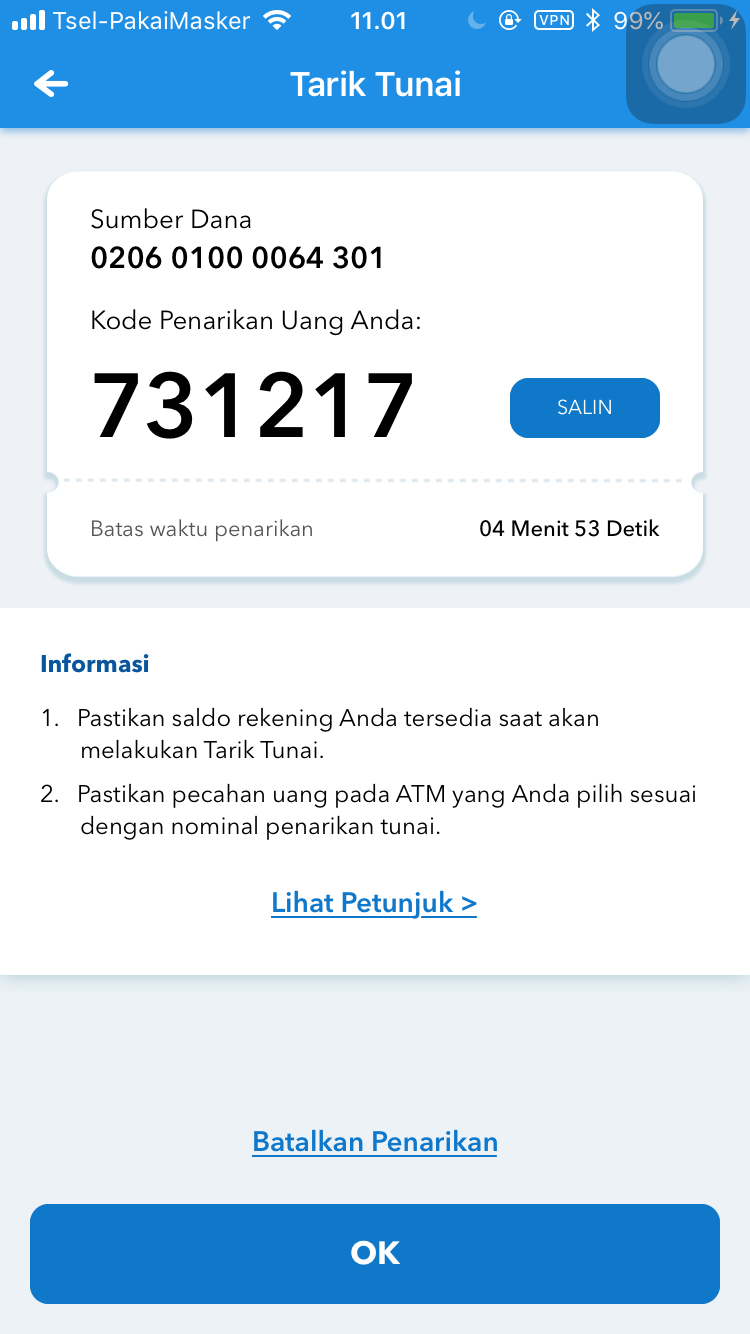 Tsel-PakaiMasker 11.01 VPN 99%
Tarik Tunai
Sumber Dana
0206 0100 0064 301
Kode Penarikan Uang Anda:
731217
SALIN
Batas waktu penarikan 04 Menit 53 Detik
Informasi
1. Pastikan saldo rekening Anda tersedia saat akan
melakukan Tarik Tunai.
2. Pastikan pecahan uang pada ATM yang Anda pilih sesuai
dengan nominal penarikan tunai.
Lihat Petunjuk >
Batalkan Penarikan
OK